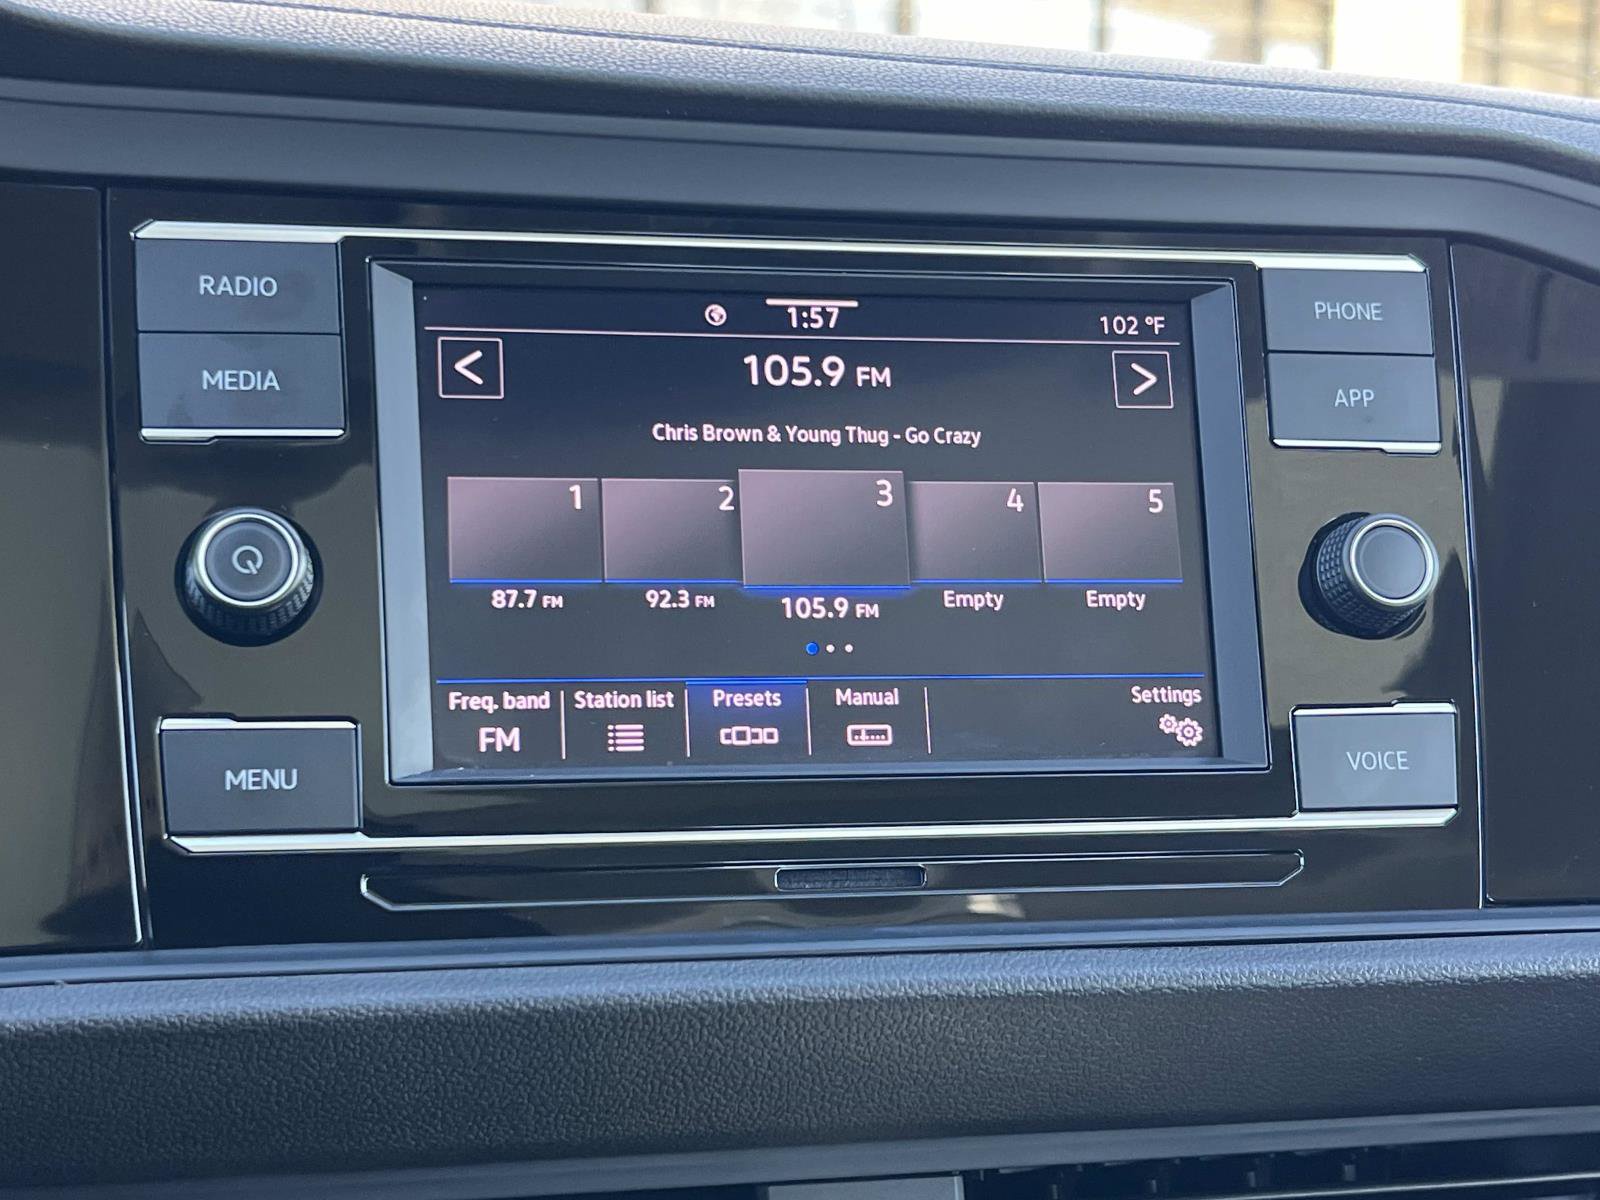 RADIO
MEDIA
MENU
1:57
102 °F
<
105.9 FM
>
Chris Brown & Young Thug - Go Crazy
1
2
3
4
5
87.7 FM
92.3 FM
105.9 FM
Empty
Empty
Freq. band
FM
Station list
Presets
Manual
Settings
PHONE
APP
VOICE